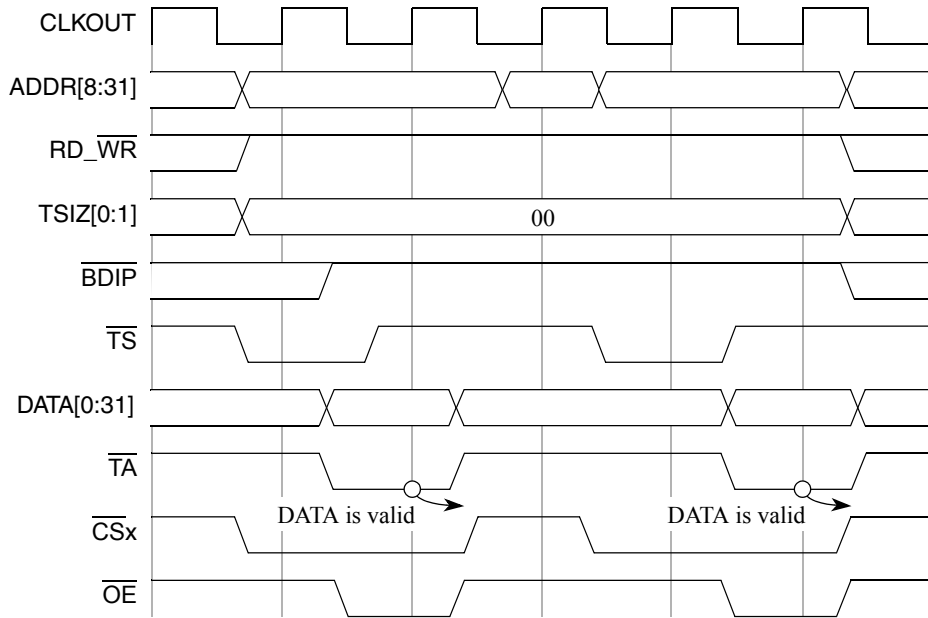 CLKOUT
ADDR[8:31]
RD_WR
TSIZ[0:1]
00
BDIP
TS
DATA[0:31]
TA
DATA is valid
DATA is valid
CSx
OE